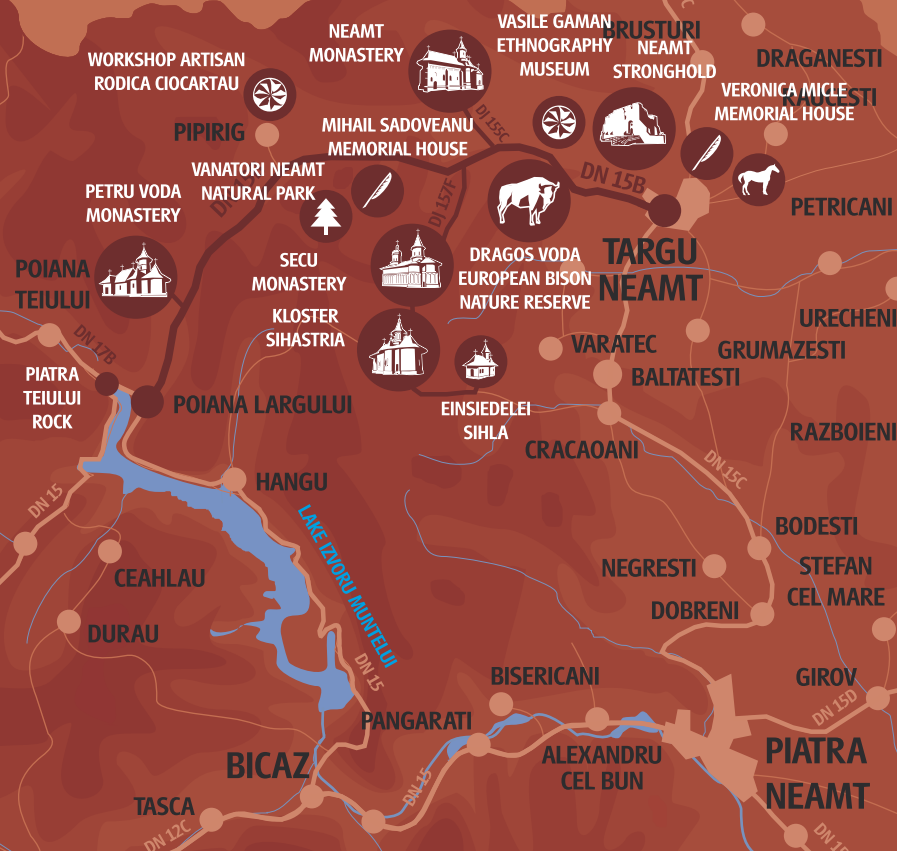 NEAMT
MONASTERY
VASILE GAMAN
ETHNOGRAPHY
MUSEUM
BRUSTURI
NEAMT
STRONGHOLD
DRAGANESTI
WORKSHOP ARTISAN
RODICA CIOCARTAU
VERONICA MICLE
MEMORIAL HOUSE
RAUCESTI
PIPIRIG
MIHAIL SADOVEANU
MEMORIAL HOUSE
DJ 155C
VANATORI NEAMT
NATURAL PARK
DN 15B
PETRU VODA
MONASTERY
DJ 157F
PETRICANI
TARGU
NEAMT
SECU
MONASTERY
DRAGOS VODA
EUROPEAN BISON
NATURE RESERVE
POIANA
TEIULUI
KLOSTER
SIHASTRIA
URECHENI
DN 17B
VARATEC
GRUMAZESTI
BALTATESTI
PIATRA
TEIULUI
ROCK
POIANA LARGULUI
EINSIEDELEI
SIHLA
CRACAOANI
RAZBOIENI
DN 15C
HANGU
DN 15
LAKE IZVORU MUNTELUI
BODESTI
CEAHLAU
NEGRESTI
STEFAN
CEL MARE
DOBRENI
DURAU
DN 15
BISERICANI
GIROV
DN 15D
PANGARATI
ALEXANDRU
CEL BUN
PIATRA
NEAMT
BICAZ
DN 15
TASCA
DN 12C